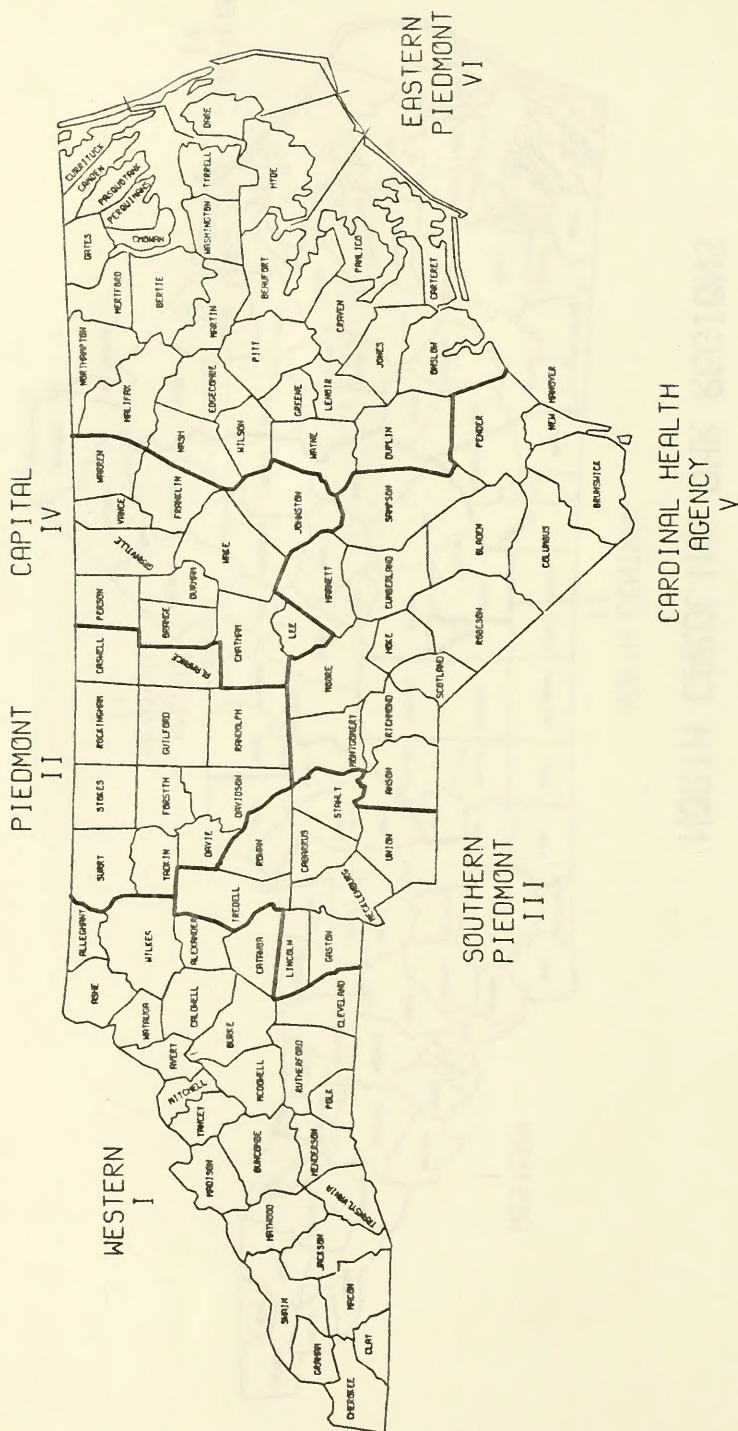 WESTERN
I
PIEDMONT
II
CAPITAL
IV
SOUTHERN
PIEDMONT
III
CARDINAL HEALTH
AGENCY
V
EASTERN
PIEDMONT
VI
CHEROKEE
GRAHAM
CLAY
SWAIN
MACON
JACKSON
HAYWOOD
TRANSYLVANIA
MADISON
BUNCOMBE
HENDERSON
YANCEY
MITCHELL
MCDOWELL
RUTHERFORD
POLK
AVERY
BURKE
CLEVELAND
ASHE
WATAUGA
CALDWELL
ALLEGHANY
WILKES
ALEXANDER
CATAWBA
LINCOLN
GASTON
SURRY
YADKIN
DAVIE
IREDELL
ROWAN
CABARRUS
MECKLENBURG
STOKES
FORSYTH
DAVIDSON
STANLY
UNION
ROCKINGHAM
GUILFORD
RANDOLPH
MONTGOMERY
RICHMOND
ANSON
CASWELL
ALAMANCE
PERSON
ORANGE
DURHAM
CHATHAM
LEE
MOORE
HOKE
SCOTLAND
GRANVILLE
VANCE
WARREN
FRANKLIN
WAKE
JOHNSTON
HARNETT
CUMBERLAND
SAMPSON
ROBESON
BLADEN
COLUMBUS
BRUNSWICK
NEW HANOVER
PENDER
NORTHAMPTON
HALIFAX
NASH
EDGECOMBE
WILSON
WAYNE
GREENE
LENOIR
DUPLIN
JONES
ONSLOW
GATES
HERTFORD
BERTIE
MARTIN
PITT
BEAUFORT
CRAVEN
PAMLICO
CARTERET
CURRITUCK
CAMDEN
PASQUOTANK
PERQUIMANS
CHOWAN
WASHINGTON
TYRRELL
DARE
HYDE